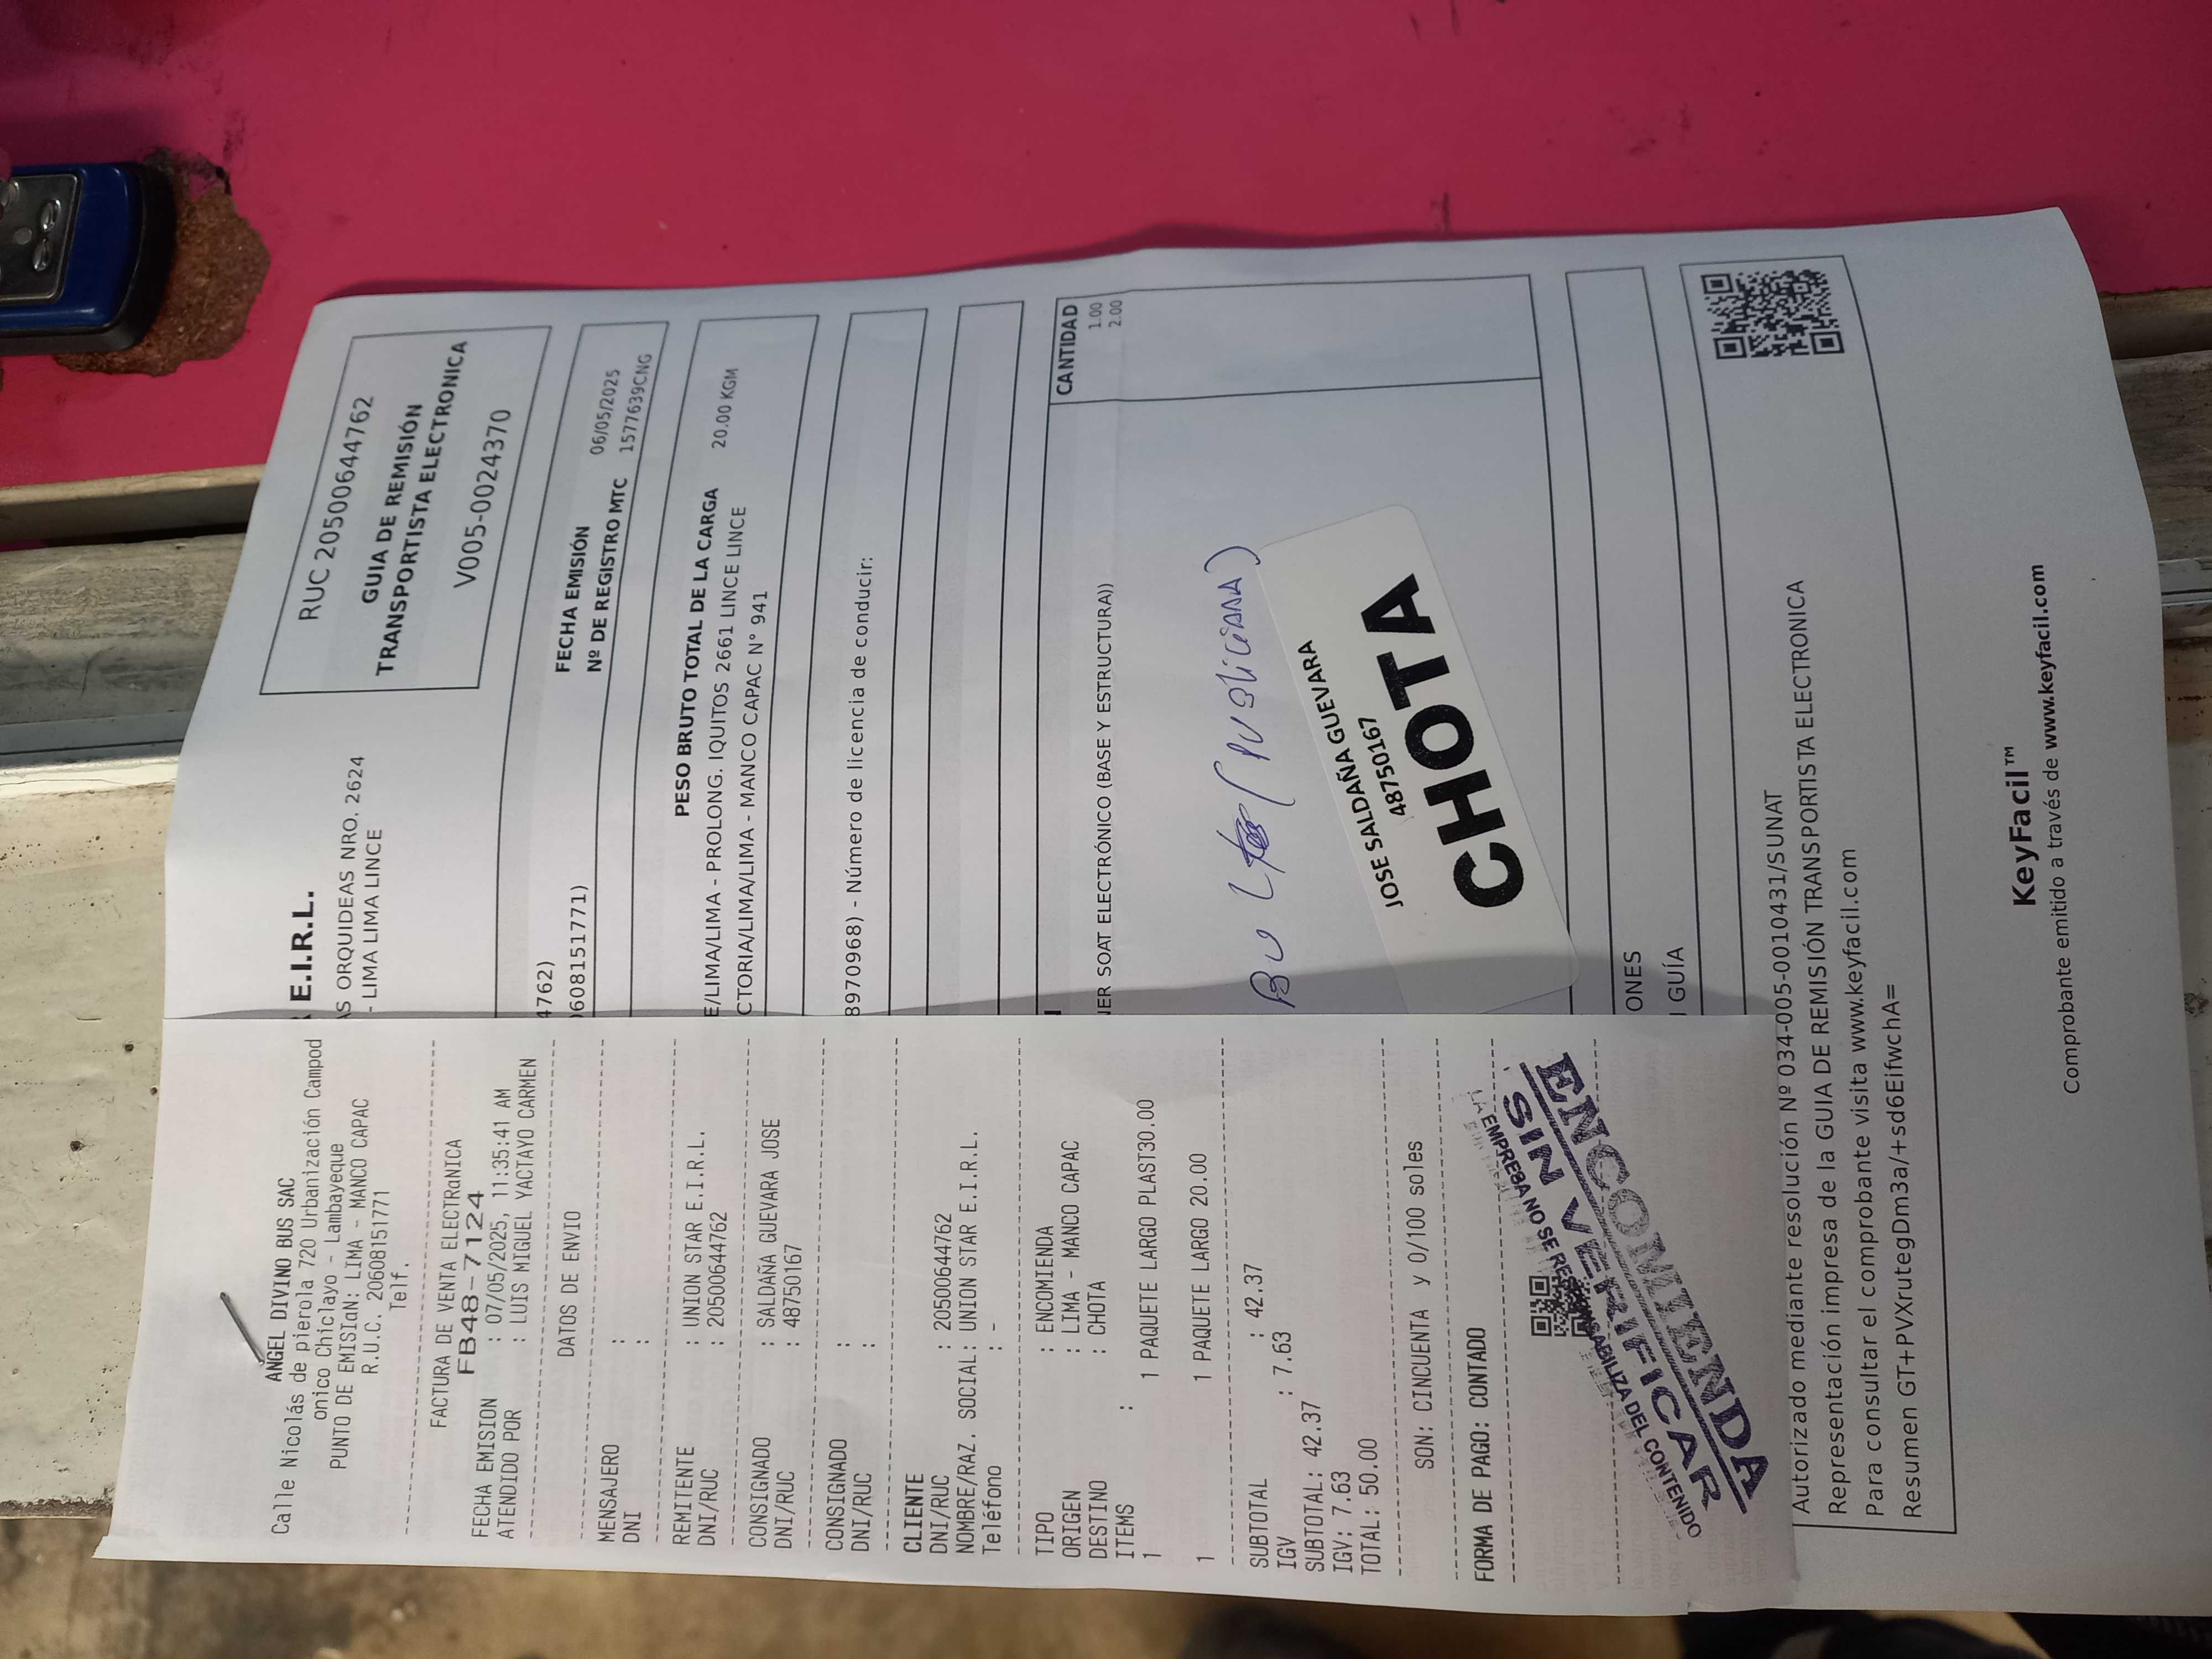 ANGEL DIVINO BUS SAC
Calle Nicolás de pierola 720 Urbanización Campod
onico Chiclayo - Lambayeque
PUNTO DE EMISIaN: LIMA - MANCO CAPAC
R.U.C. 20608151771
Telf.
FACTURA DE VENTA ELECTRaNICA
FB48-7124
FECHA EMISION : 07/05/2025, 11:35:41 AM
ATENDIDO POR : LUIS MIGUEL YACTAYO CARMEN
DATOS DE ENVIO
MENSAJERO :
DNI :
REMITENTE : UNION STAR E.I.R.L.
DNI/RUC : 20500644762
CONSIGNADO : SALDAÑA GUEVARA JOSE
DNI/RUC : 48750167
CONSIGNADO :
DNI/RUC :
CLIENTE
DNI/RUC : 20500644762
NOMBRE/RAZ. SOCIAL: UNION STAR E.I.R.L.
Teléfono : -
TIPO : ENCOMIENDA
ORIGEN : LIMA - MANCO CAPAC
DESTINO : CHOTA
ITEMS :
1 1 PAQUETE LARGO PLAST30.00
1 1 PAQUETE LARGO 20.00
SUBTOTAL : 42.37
IGV : 7.63
SUBTOTAL: 42.37
IGV: 7.63
TOTAL: 50.00
SON: CINCUENTA y 0/100 soles
FORMA DE PAGO: CONTADO
ENCOMIENDA
SIN VERIFICAR
LA EMPRESA NO SE RESPONSABILIZA DEL CONTENIDO
E.I.R.L.
AS ORQUIDEAS NRO. 2624
- LIMA LIMA LINCE
RUC 20500644762
GUIA DE REMISIÓN
TRANSPORTISTA ELECTRONICA
V005-0024370
4762)
FECHA EMISIÓN 06/05/2025
0608151771)
Nº DE REGISTRO MTC 1577639CNG
PESO BRUTO TOTAL DE LA CARGA 20.00 KGM
E/LIMA/LIMA - PROLONG. IQUITOS 2661 LINCE LINCE
CTORIA/LIMA/LIMA - MANCO CAPAC N° 941
8970968) - Número de licencia de conducir:
CANTIDAD
1.00
NER SOAT ELECTRÓNICO (BASE Y ESTRUCTURA)) 2.00
JOSE SALDAÑA GUEVARA
48750167
CHOTA
ONES
GUÍA
Autorizado mediante resolución Nº 034-005-0010431/SUNAT
Representación impresa de la GUIA DE REMISIÓN TRANSPORTISTA ELECTRONICA
Para consultar el comprobante visita www.keyfacil.com
Resumen GT+PVXrutegDm3a/+sd6EifwchA=
KeyFacil™
Comprobante emitido a través de www.keyfacil.com